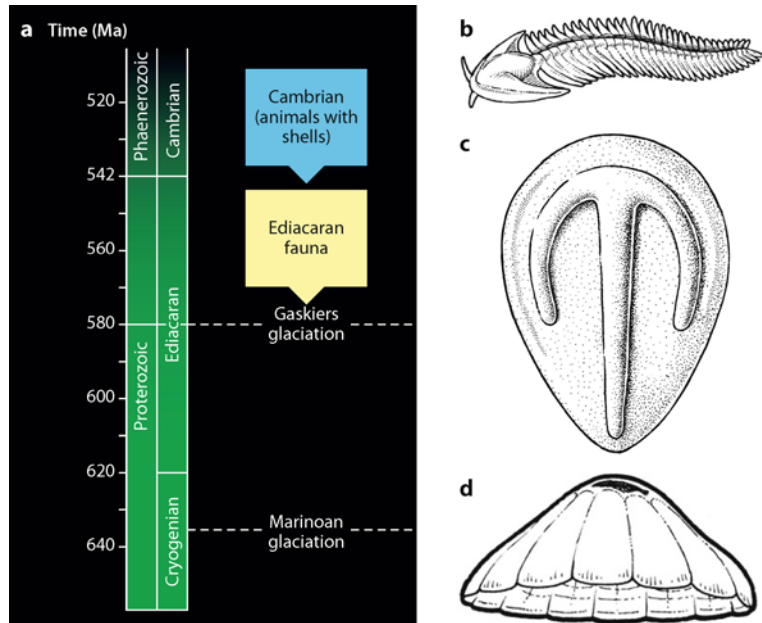 a Time (Ma)
Phaenerozoic
Cambrian
520
542
560
580
600
620
640
Proterozoic
Ediacaran
Cryogenian
Cambrian
(animals with
shells)
Ediacaran
fauna
Gaskiers
glaciation
Marinoan
glaciation
b
c
d